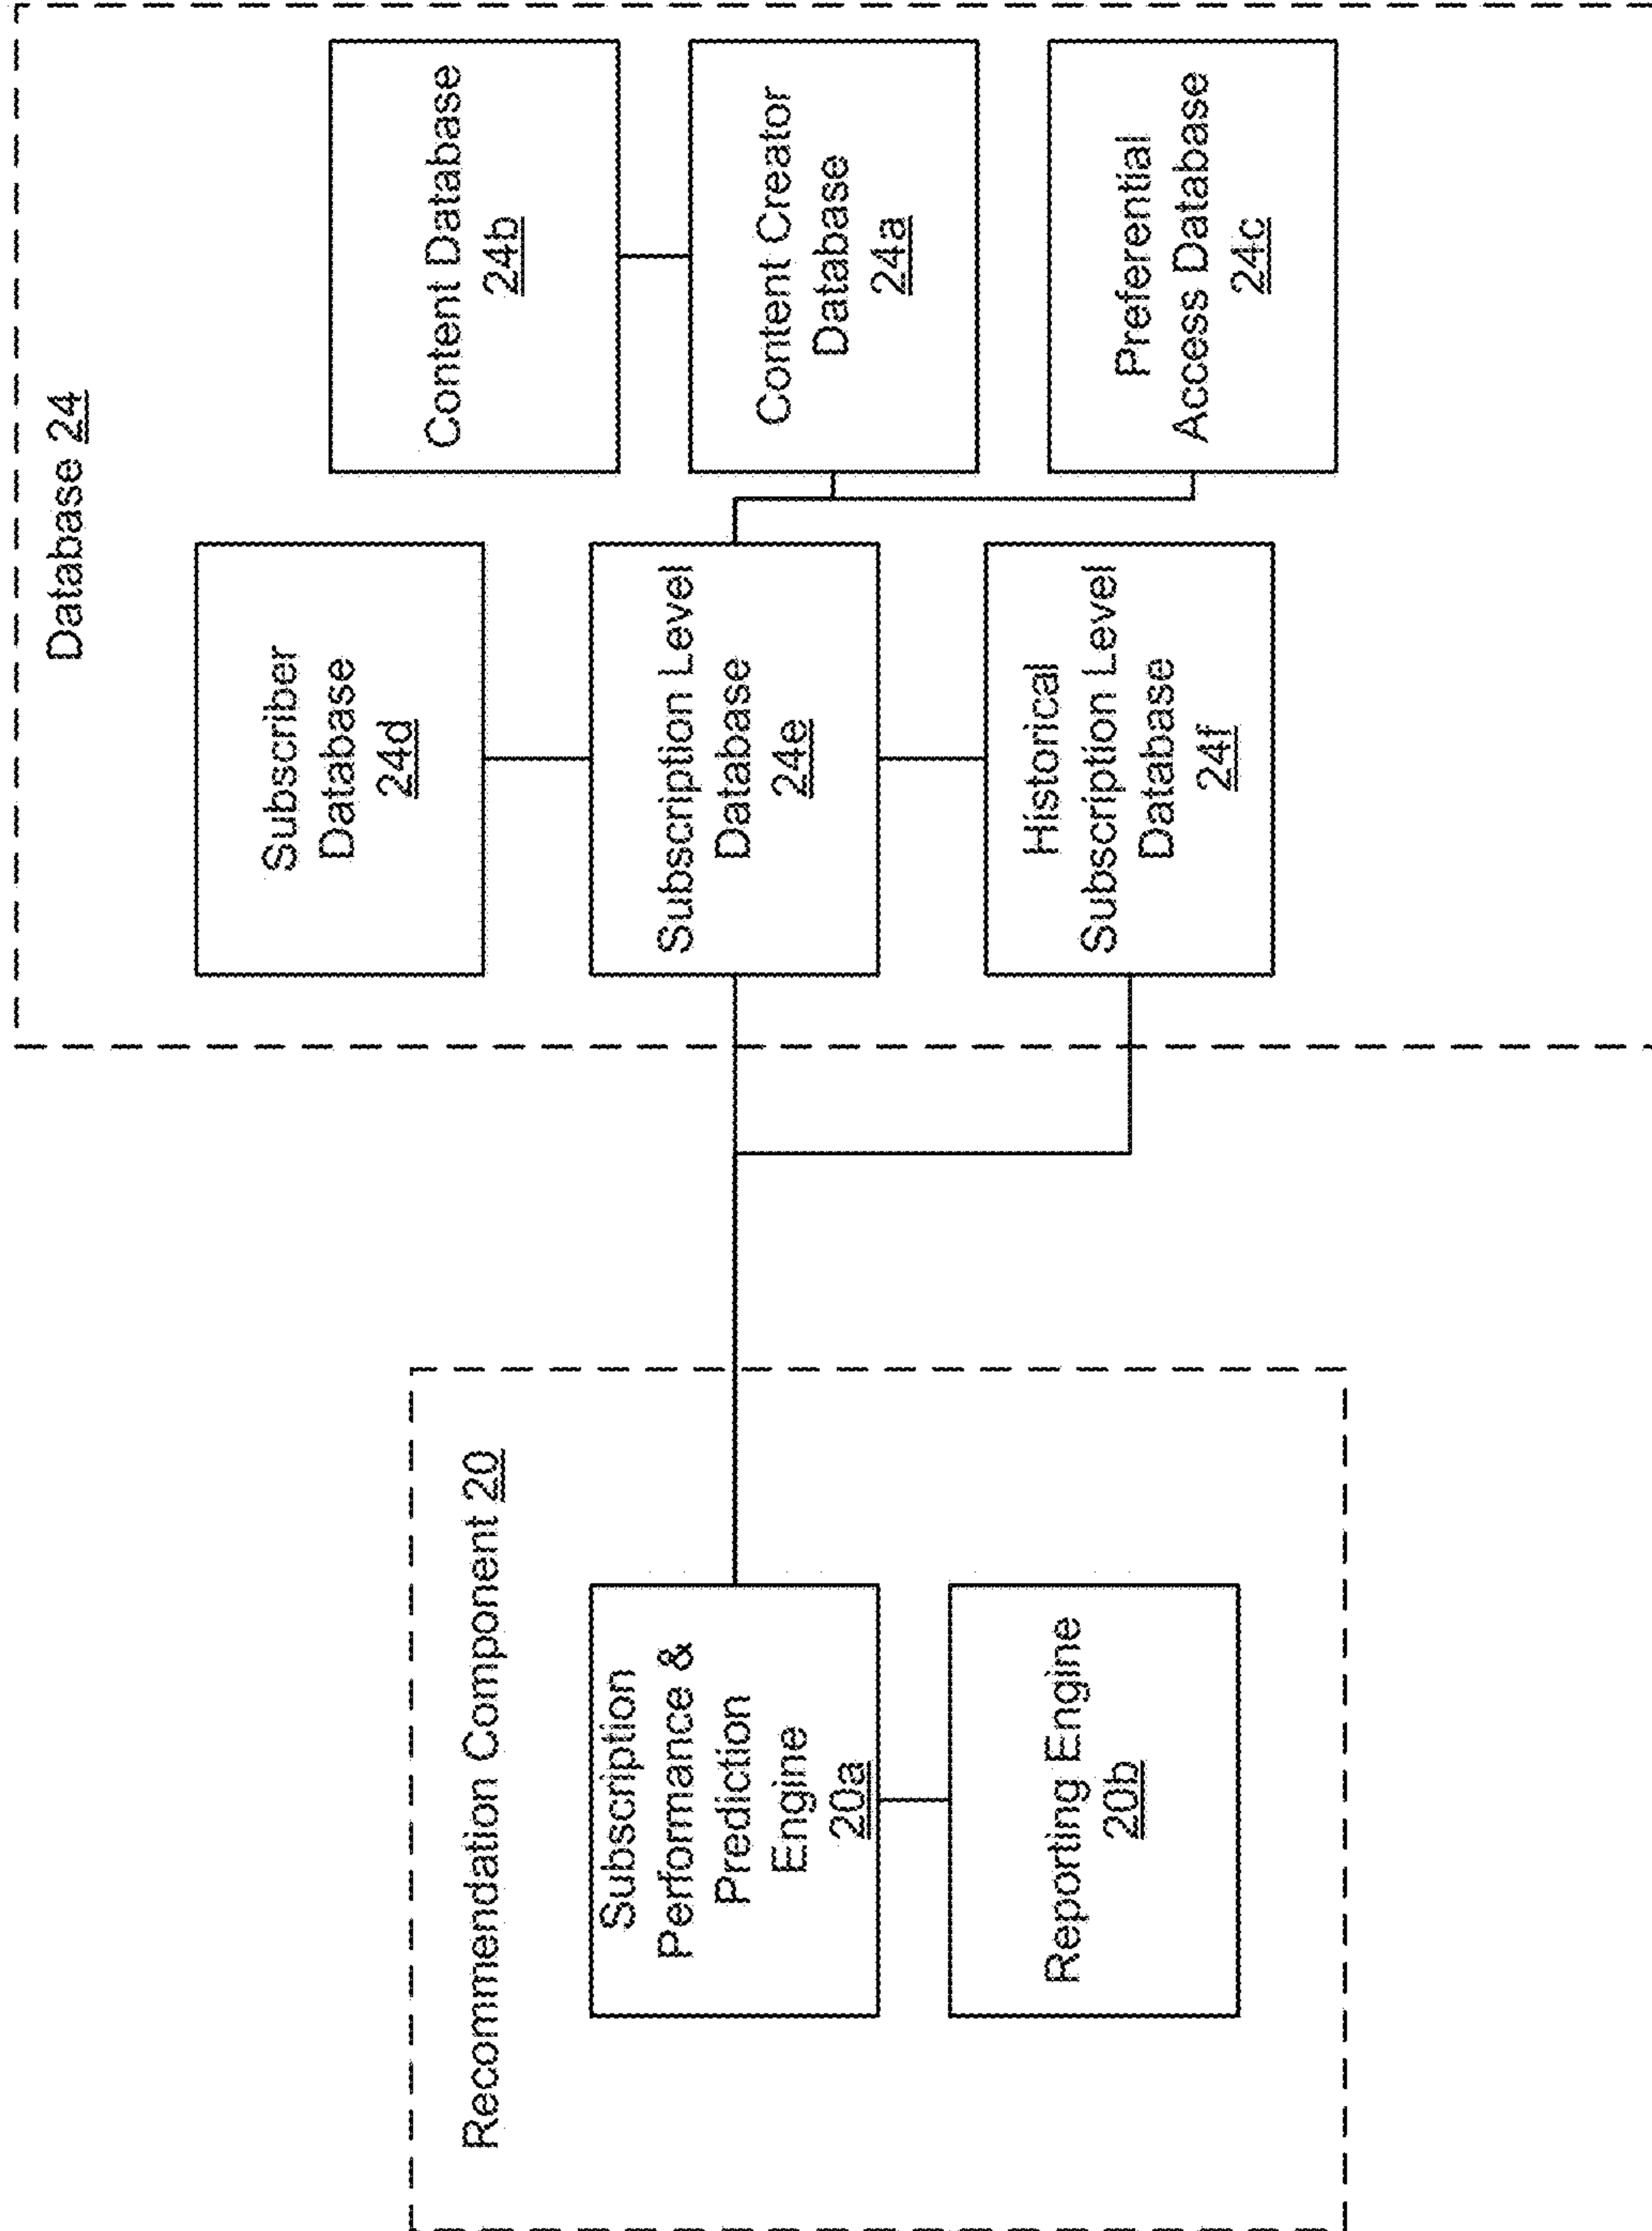 Recommendation Component 20
Subscription
Performance &
Prediction
Engine
20a
Reporting Engine
20b
Database 24
Subscriber
Database
24d
Subscription Level
Database
24e
Historical
Subscription Level
Database
24f
Content Database
24b
Content Creator
Database
24a
Preferential
Access Database
24c